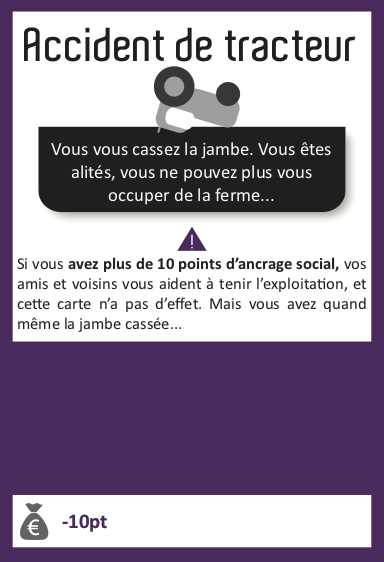 Accident de tracteur
Vous vous cassez la jambe. Vous êtes
alités, vous ne pouvez plus vous
occuper de la ferme...
!
Si vous avez plus de 10 points d'ancrage social, vos
amis et voisins vous aident à tenir l'exploitation, et
cette carte n'a pas d'effet. Mais vous avez quand
même la jambe cassée...
€ -10pt